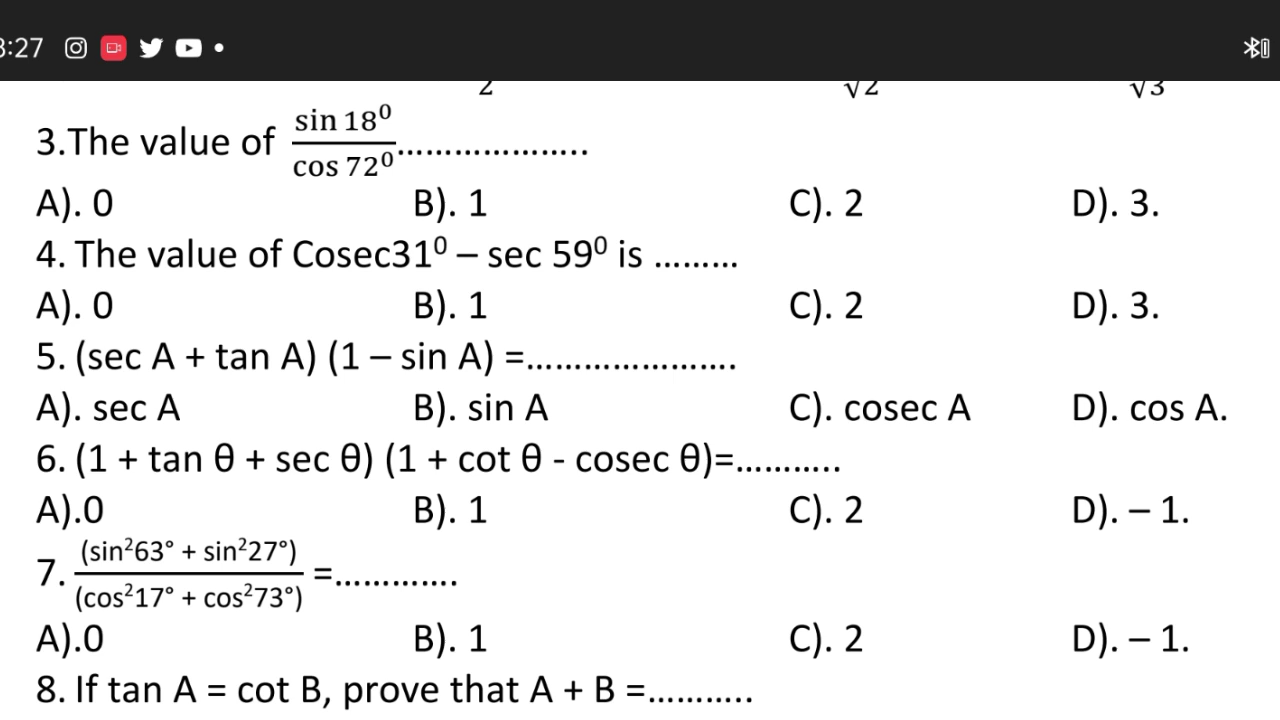 3:27
2 √2 √3
3.The value of sin 18⁰/cos 72⁰....................
A). 0 B). 1 C). 2 D). 3.
4. The value of Cosec31⁰ – sec 59⁰ is .........
A). 0 B). 1 C). 2 D). 3.
5. (sec A + tan A) (1 – sin A) =......................
A). sec A B). sin A C). cosec A D). cos A.
6. (1 + tan θ + sec θ) (1 + cot θ - cosec θ)=...........
A).0 B). 1 C). 2 D). – 1.
7. (sin²63° + sin²27°)/(cos²17° + cos²73°) =.............
A).0 B). 1 C). 2 D). – 1.
8. If tan A = cot B, prove that A + B =...........